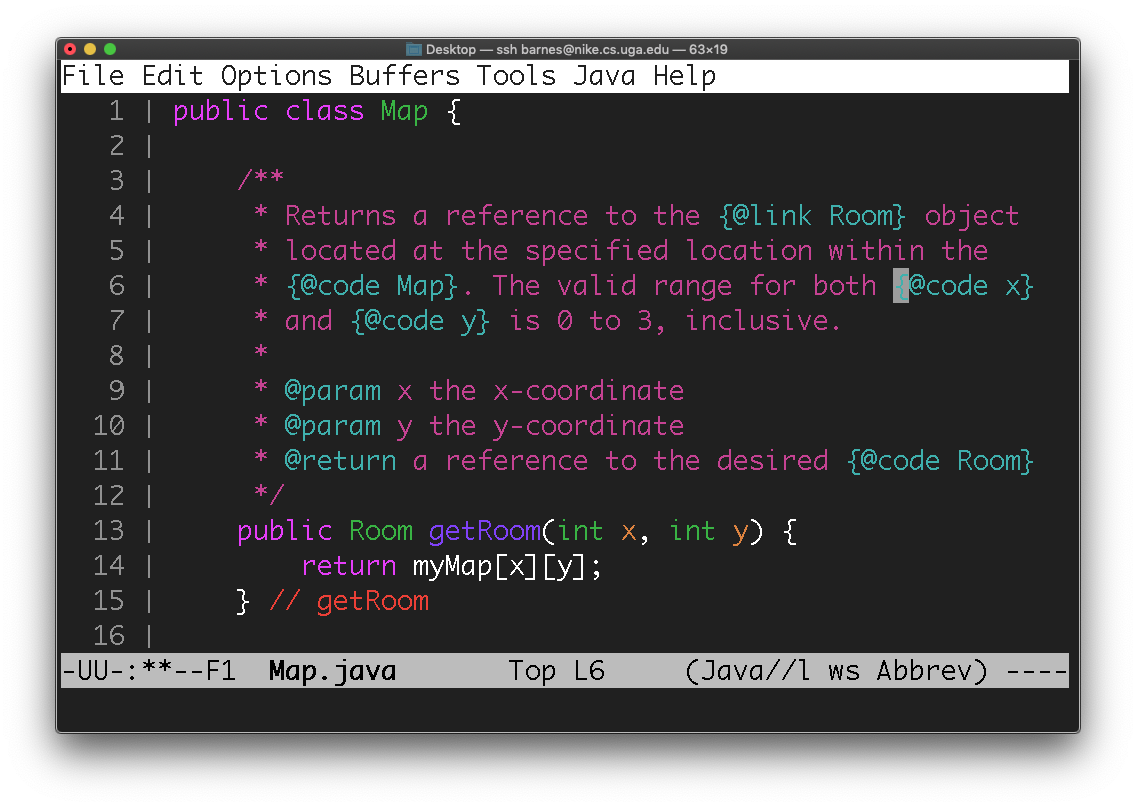 Desktop — ssh barnes@nike.cs.uga.edu — 63×19
File Edit Options Buffers Tools Java Help
1 | public class Map {
2 |
3 |     /**
4 |      * Returns a reference to the {@link Room} object
5 |      * located at the specified location within the
6 |      * {@code Map}. The valid range for both {@code x}
7 |      * and {@code y} is 0 to 3, inclusive.
8 |      *
9 |      * @param x the x-coordinate
10 |      * @param y the y-coordinate
11 |      * @return a reference to the desired {@code Room}
12 |      */
13 |     public Room getRoom(int x, int y) {
14 |         return myMap[x][y];
15 |     } // getRoom
16 |
-UU-:**--F1  Map.java       Top L6     (Java//l ws Abbrev) ----